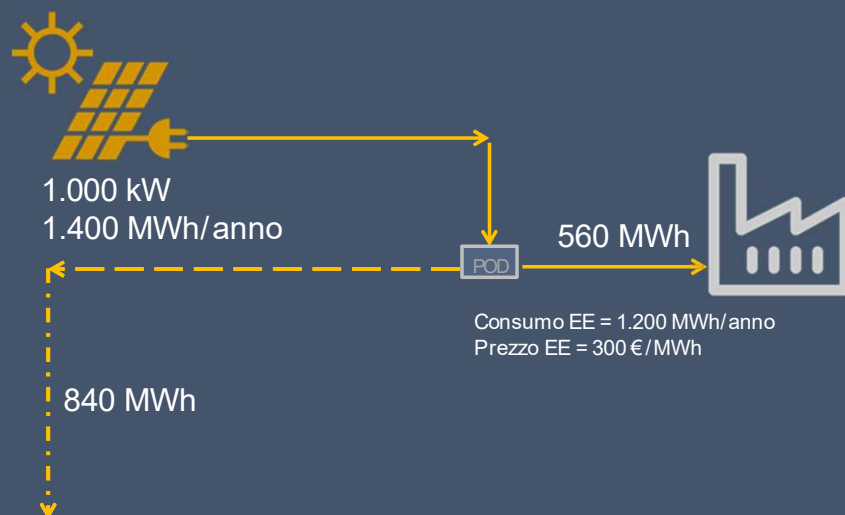 1.000 kW
1.400 MWh/anno
560 MWh
POD
Consumo EE = 1.200 MWh/anno
Prezzo EE = 300 €/MWh
840 MWh